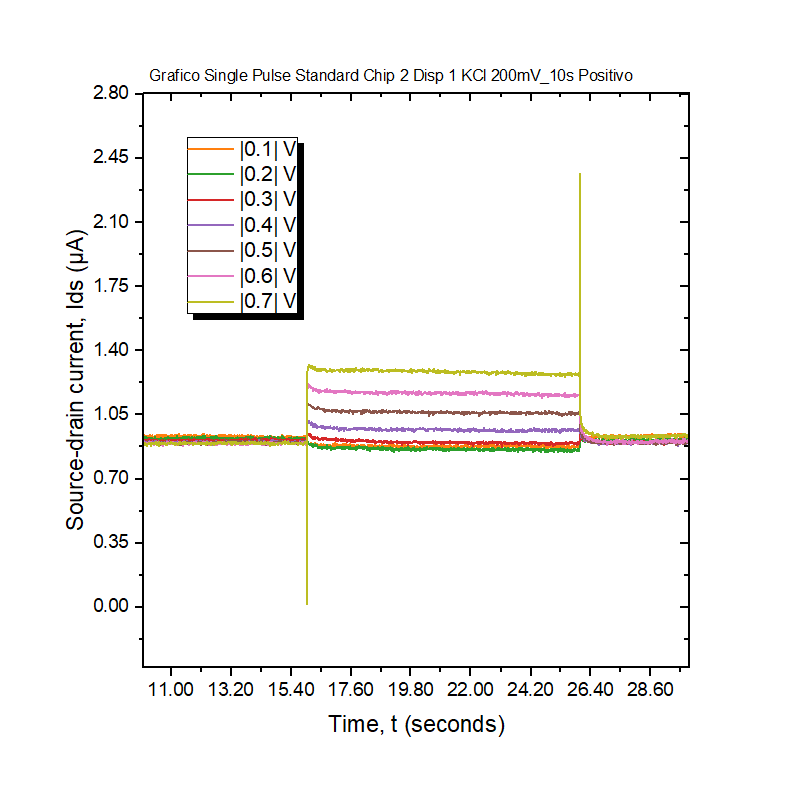 Grafico Single Pulse Standard Chip 2 Disp 1 KCl 200mV_10s Positivo
2.80
2.45
2.10
1.75
1.40
1.05
0.70
0.35
0.00
Source-drain current, Ids (μA)
|0.1| V
|0.2| V
|0.3| V
|0.4| V
|0.5| V
|0.6| V
|0.7| V
11.00 13.20 15.40 17.60 19.80 22.00 24.20 26.40 28.60
Time, t (seconds)